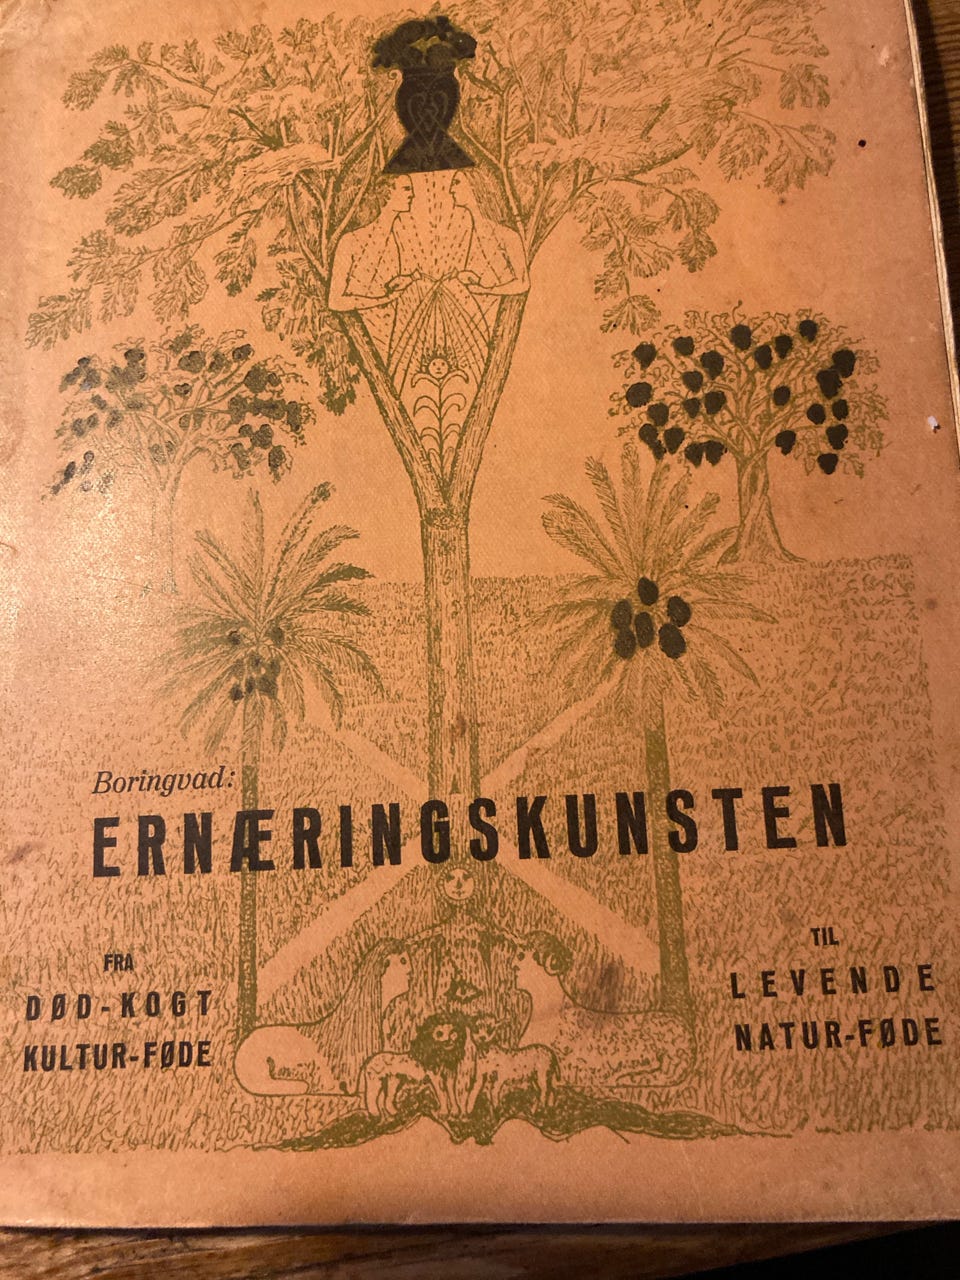 Boringvad:
ERNÆRINGSKUNSTEN
FRA
DØD-KOGT
KULTUR-FØDE
TIL
LEVENDE
NATUR-FØDE